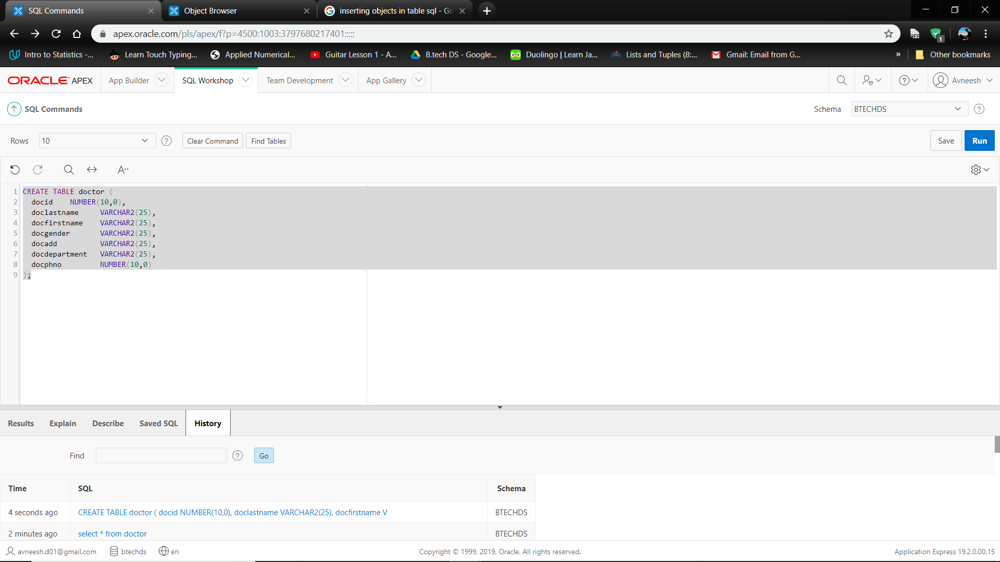 SQL Commands
Object Browser
inserting objects in table sql - Go
apex.oracle.com/pls/apex/f?p=4500:1003:3797680217401:::::
OFF
1
Intro to Statistics -...
Learn Touch Typing...
Applied Numerical...
Guitar Lesson 1 - A...
B.tech DS - Google...
Duolingo | Learn Ja...
Lists and Tuples (8:...
Gmail: Email from G...
»
Other bookmarks
ORACLE APEX
App Builder
SQL Workshop
Team Development
App Gallery
Avneesh
SQL Commands
Schema
BTECHDS
Rows
10
Clear Command
Find Tables
Save
Run
1 CREATE TABLE doctor (
2 docid NUMBER(10,0),
3 doclastname VARCHAR2(25),
4 docfirstname VARCHAR2(25),
5 docgender VARCHAR2(25),
6 docadd VARCHAR2(25),
7 docdepartment VARCHAR2(25),
8 docphno NUMBER(10,0)
9 );
Results
Explain
Describe
Saved SQL
History
Find
Go
Time SQL Schema
4 seconds ago CREATE TABLE doctor ( docid NUMBER(10,0), doclastname VARCHAR2(25), docfirstname V BTECHDS
2 minutes ago select * from doctor BTECHDS
avneesh.d01@gmail.com
btechds
en
Copyright © 1999, 2019, Oracle. All rights reserved.
Application Express 19.2.0.00.15